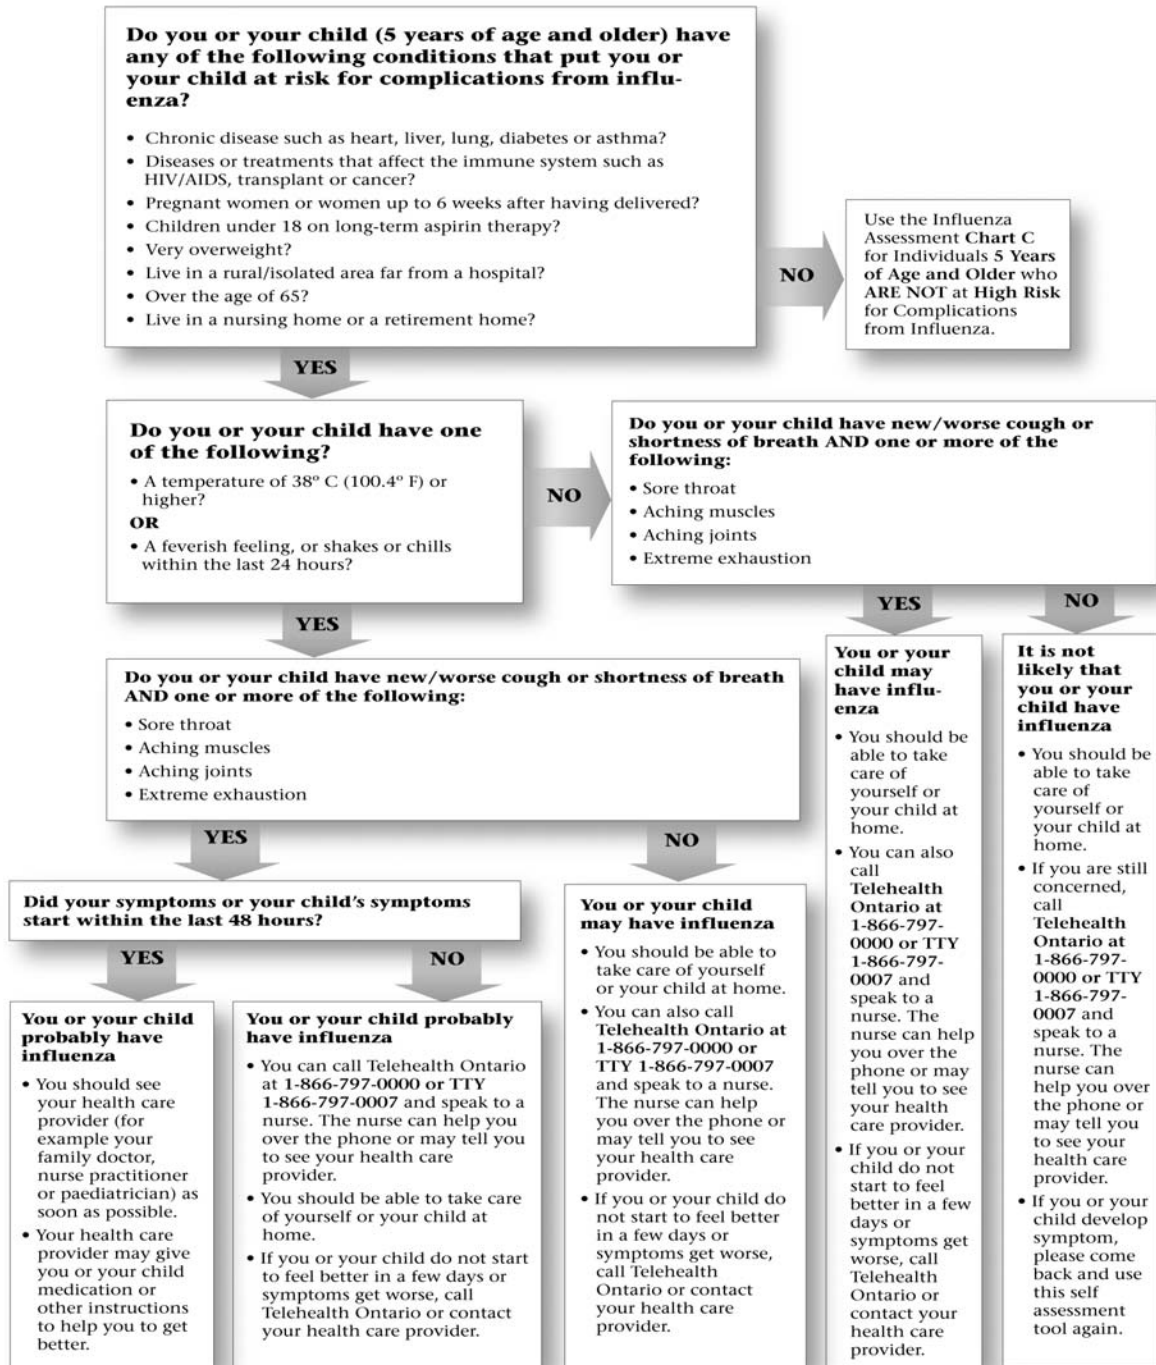 Do you or your child (5 years of age and older) have
any of the following conditions that put you or
your child at risk for complications from influ-
enza?
• Chronic disease such as heart, liver, lung, diabetes or asthma?
• Diseases or treatments that affect the immune system such as
HIV/AIDS, transplant or cancer?
• Pregnant women or women up to 6 weeks after having delivered?
• Children under 18 on long-term aspirin therapy?
• Very overweight?
• Live in a rural/isolated area far from a hospital?
• Over the age of 65?
• Live in a nursing home or a retirement home?
NO
Use the Influenza
Assessment Chart C
for Individuals 5 Years
of Age and Older who
ARE NOT at High Risk
for Complications
from Influenza.
YES
Do you or your child have one
of the following?
• A temperature of 38º C (100.4º F) or
higher?
OR
• A feverish feeling, or shakes or chills
within the last 24 hours?
NO
Do you or your child have new/worse cough or
shortness of breath AND one or more of the
following:
• Sore throat
• Aching muscles
• Aching joints
• Extreme exhaustion
YES
Do you or your child have new/worse cough or shortness of breath
AND one or more of the following:
• Sore throat
• Aching muscles
• Aching joints
• Extreme exhaustion
YES
Did your symptoms or your child's symptoms
start within the last 48 hours?
YES
You or your child
probably have
influenza
• You should see
your health care
provider (for
example your
family doctor,
nurse practitioner
or paediatrician) as
soon as possible.
• Your health care
provider may give
you or your child
medication or
other instructions
to help you to get
better.
NO
You or your child probably
have influenza
• You can call Telehealth Ontario
at 1-866-797-0000 or TTY
1-866-797-0007 and speak to a
nurse. The nurse can help you
over the phone or may tell you
to see your health care
provider.
• You should be able to take care
of yourself or your child at
home.
• If you or your child do not start
to feel better in a few days or
symptoms get worse, call
Telehealth Ontario or contact
your health care provider.
NO
You or your child
may have influenza
• You should be able to
take care of yourself
or your child at home.
• You can also call
Telehealth Ontario at
1-866-797-0000 or
TTY 1-866-797-0007
and speak to a nurse.
The nurse can help
you over the phone or
may tell you to see
your health care
provider.
• If you or your child do
not start to feel better
in a few days or
symptoms get worse,
call Telehealth
Ontario or contact
your health care
provider.
YES
You or your
child may
have influ-
enza
• You should be
able to take
care of
yourself or
your child at
home.
• You can also
call
Telehealth
Ontario at
1-866-797-
0000 or TTY
1-866-797-
0007 and
speak to a
nurse. The
nurse can help
you over the
phone or may
tell you to see
your health
care provider.
• If you or your
child do not
start to feel
better in a few
days or
symptoms get
worse, call
Telehealth
Ontario or
contact your
health care
provider.
NO
It is not
likely that
you or your
child have
influenza
• You should be
able to take
care of
yourself or
your child at
home.
• If you are still
concerned,
call
Telehealth
Ontario at
1-866-797-
0000 or TTY
1-866-797-
0007 and
speak to a
nurse. The
nurse can
help you over
the phone or
may tell you
to see your
health care
provider.
• If you or your
child develop
symptom,
please come
back and use
this self
assessment
tool again.